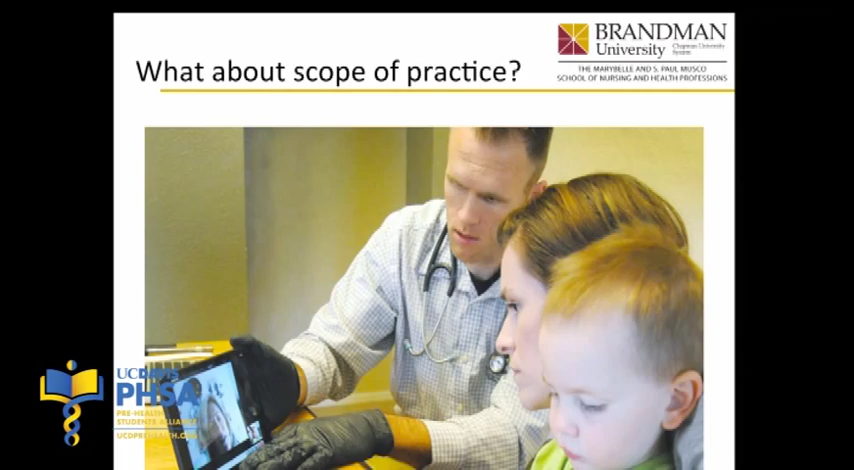 What about scope of practice?
BRANDMAN
University
Chapman University
System
THE MARYBELLE AND S. PAUL MUSCO
SCHOOL OF NURSING AND HEALTH PROFESSIONS
UCDAVIS
PHSA
PRE-HEALTH
STUDENTS ALLIANCE
UCDPREHEALTH.ORG